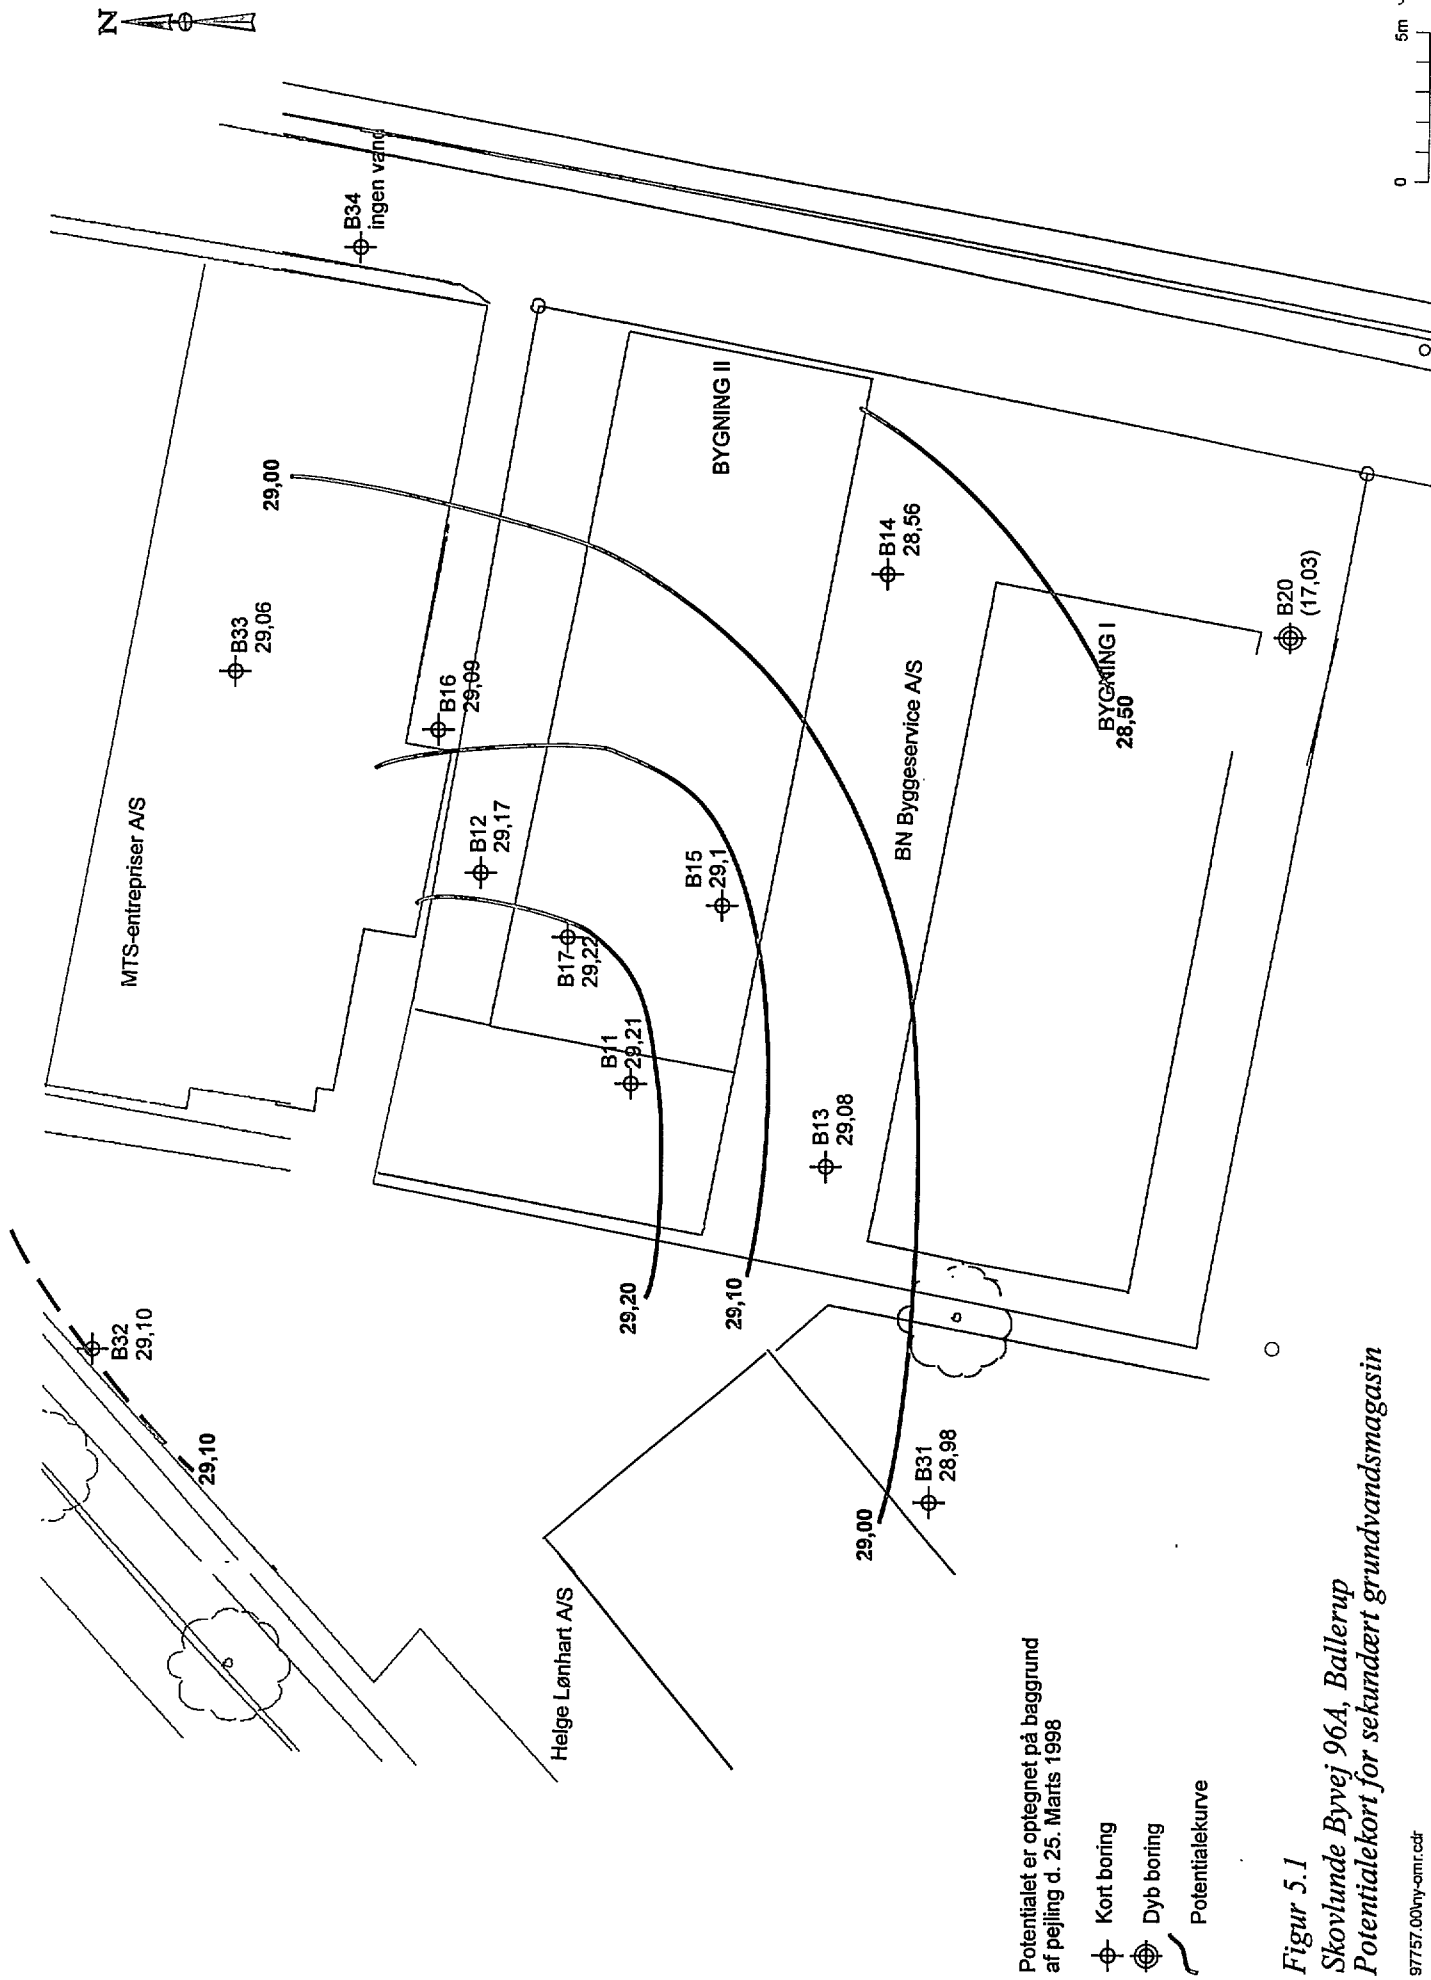 N
B34
ingen vand
29,00
B33
29,06
B16
29,09
MTS-entrepriser A/S
B12
29,17
BYGNING II
B17
29,22
B15
29,1
B11
29,21
B14
28,56
BN Byggeservice A/S
BYGNING I
28,50
B20
(17,03)
B13
29,08
29,20
29,10
B32
29,10
29,10
B31
28,98
29,00
Helge Lønhart A/S
0
5m
Potentialet er optegnet på baggrund
af pejling d. 25. Marts 1998
Kort boring
Dyb boring
Potentialekurve
Figur 5.1
Skovlunde Byvej 96A, Ballerup
Potentialekort for sekundært grundvandsmagasin
97757.00\ny-omr.cdr